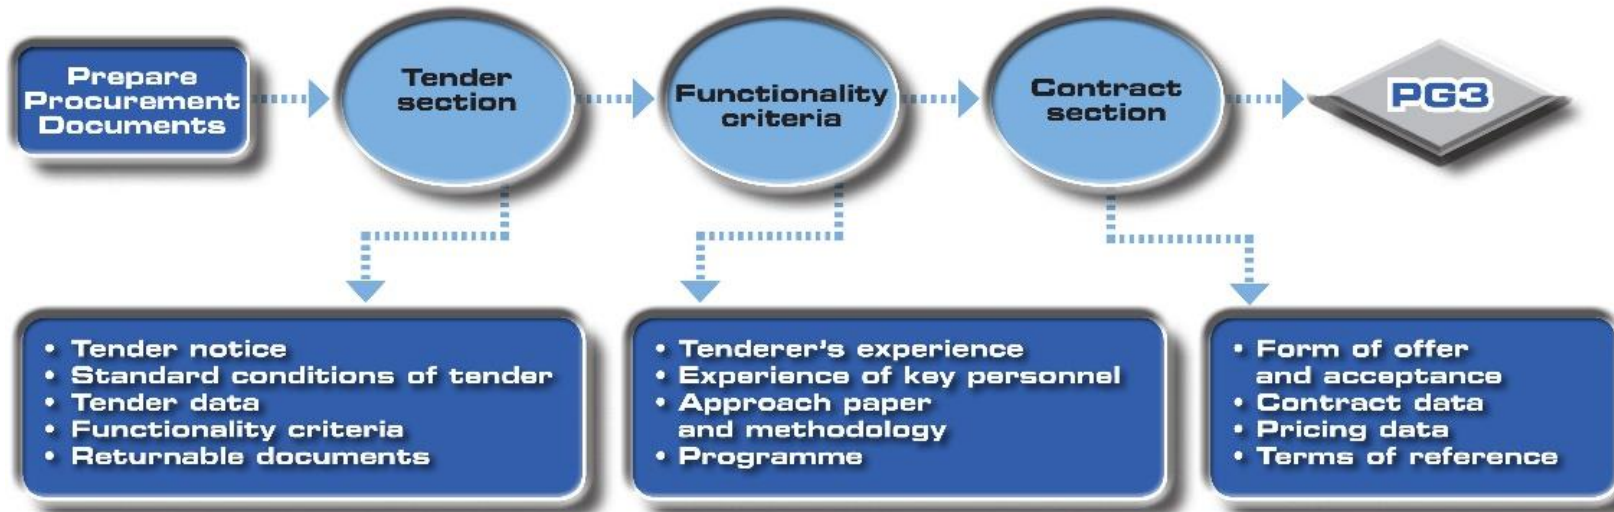 Prepare
Procurement
Documents
Tender
section
Functionality
criteria
Contract
section
PG3
• Tender notice
• Standard conditions of tender
• Tender data
• Functionality criteria
• Returnable documents
• Tenderer's experience
• Experience of key personnel
• Approach paper
and methodology
• Programme
• Form of offer
and acceptance
• Contract data
• Pricing data
• Terms of reference